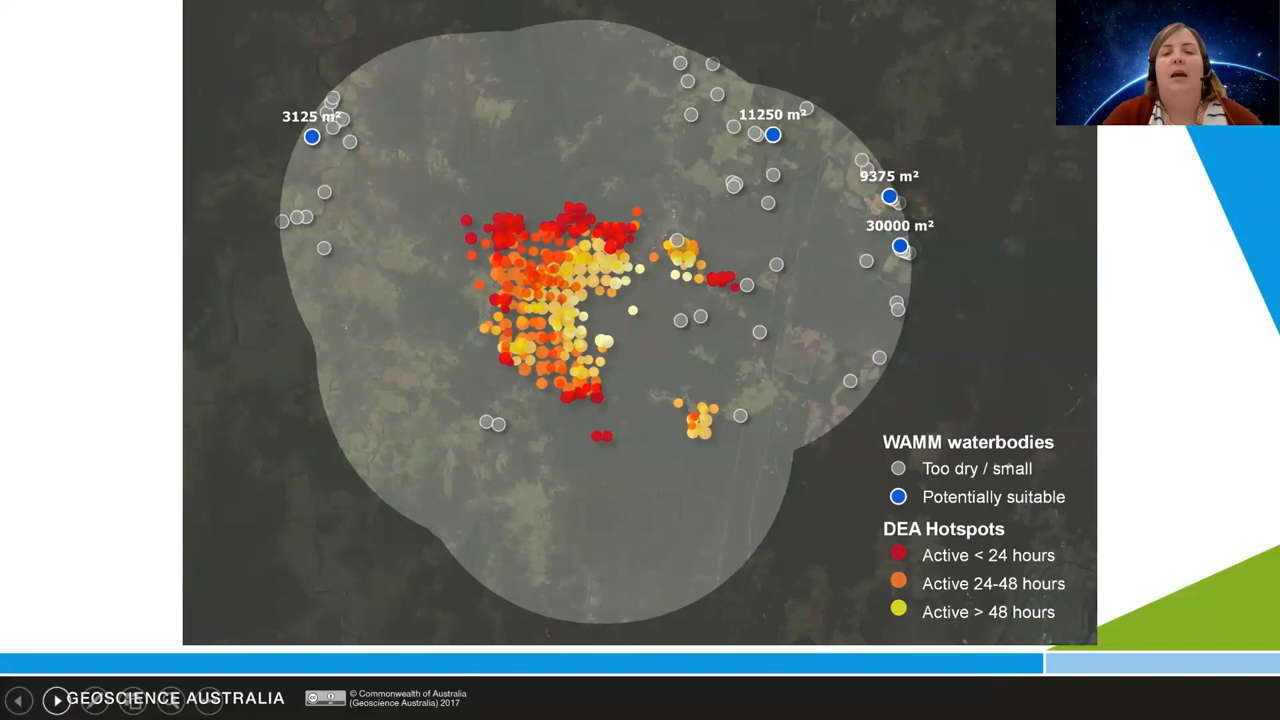 3125 m²
11250 m²
9375 m²
30000 m²
WAMM waterbodies
Too dry / small
Potentially suitable
DEA Hotspots
Active < 24 hours
Active 24-48 hours
Active > 48 hours
GEOSCIENCE AUSTRALIA
© Commonwealth of Australia
(Geoscience Australia) 2017